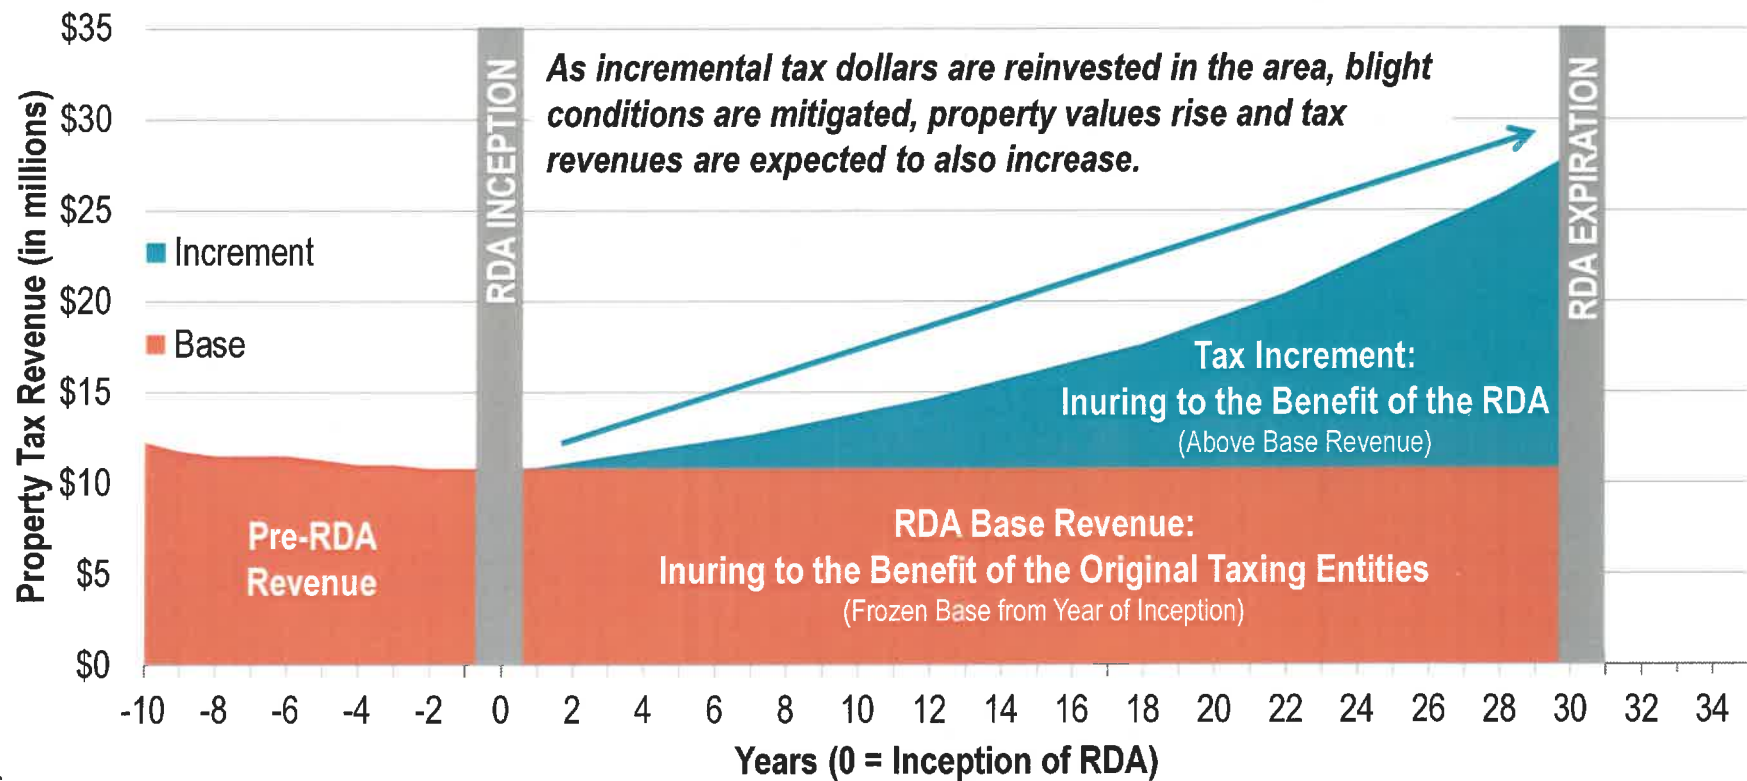 $35
$30
$25
$20
$15
$10
$5
$0
Property Tax Revenue (in millions)
Increment
Base
RDA INCEPTION
As incremental tax dollars are reinvested in the area, blight
conditions are mitigated, property values rise and tax
revenues are expected to also increase.
RDA EXPIRATION
Tax Increment:
Inuring to the Benefit of the RDA
(Above Base Revenue)
Pre-RDA
Revenue
RDA Base Revenue:
Inuring to the Benefit of the Original Taxing Entities
(Frozen Base from Year of Inception)
-10 -8 -6 -4 -2 0 2 4 6 8 10 12 14 16 18 20 22 24 26 28 30 32 34
Years (0 = Inception of RDA)